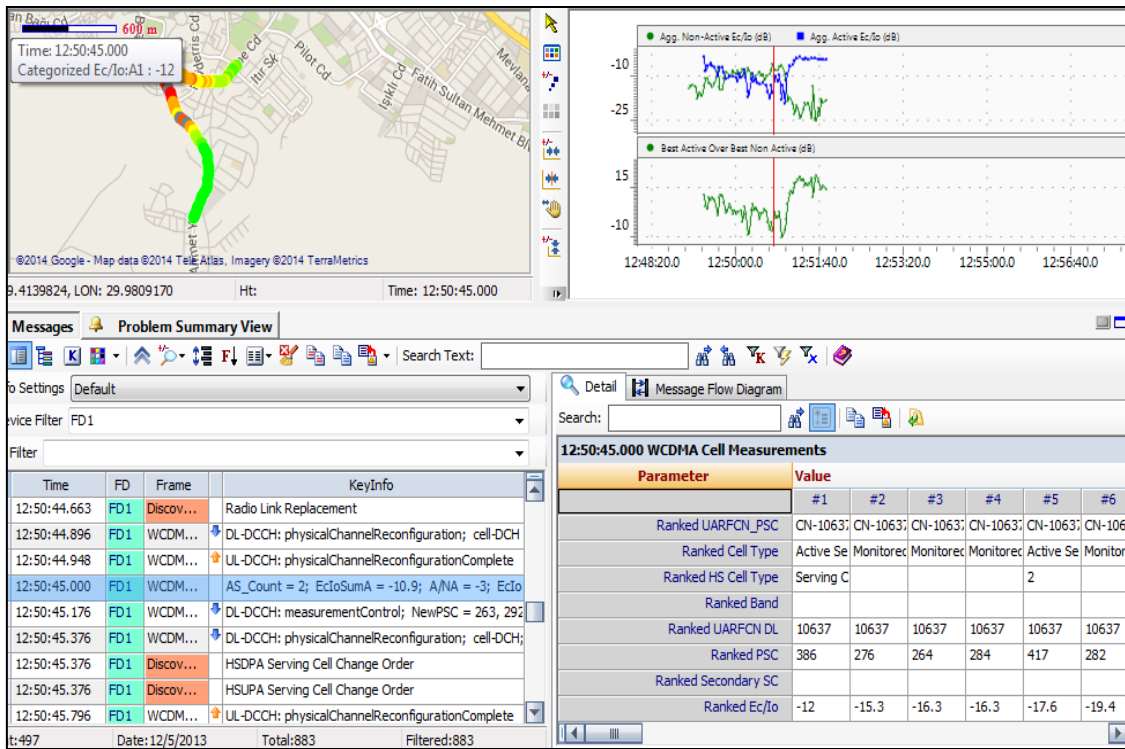 600 m
Time: 12:50:45.000
Categorized Ec/Io:A1 : -12
Itır Sk
Pilot Cd
Işıklı Cd
Fatih Sultan Mehmet
Mevlana
©2014 Google - Map data ©2014 Tele Atlas, Imagery ©2014 TerraMetrics
9.4139824, LON: 29.9809170 Ht: Time: 12:50:45.000
Agg. Non-Active Ec/Io (dB) Agg. Active Ec/Io (dB)
-10
-25
Best Active Over Best Non Active (dB)
15
-10
12:48:20.0 12:50:00.0 12:51:40.0 12:53:20.0 12:55:00.0 12:56:40.0
Messages Problem Summary View
Search Text:
o Settings Default
evice Filter FD1
Filter
Time FD Frame KeyInfo
12:50:44.663 FD1 Discov... Radio Link Replacement
12:50:44.896 FD1 WCDM... DL-DCCH: physicalChannelReconfiguration; cell-DCH
12:50:44.948 FD1 WCDM... UL-DCCH: physicalChannelReconfigurationComplete
12:50:45.000 FD1 WCDM... AS_Count = 2; EcIoSumA = -10.9; A/NA = -3; EcIo
12:50:45.176 FD1 WCDM... DL-DCCH: measurementControl; NewPSC = 263, 292
12:50:45.376 FD1 WCDM... DL-DCCH: physicalChannelReconfiguration; cell-DCH;
12:50:45.376 FD1 Discov... HSDPA Serving Cell Change Order
12:50:45.376 FD1 Discov... HSUPA Serving Cell Change Order
12:50:45.796 FD1 WCDM... UL-DCCH: physicalChannelReconfigurationComplete
t:497 Date:12/5/2013 Total:883 Filtered:883
Detail Message Flow Diagram
Search:
12:50:45.000 WCDMA Cell Measurements
Parameter Value
#1 #2 #3 #4 #5 #6
Ranked UARFCN_PSC CN-10637 CN-10637 CN-10637 CN-10637 CN-10637 CN-106
Ranked Cell Type Active Se Monitored Monitored Monitored Active Se Monitor
Ranked HS Cell Type Serving C 2
Ranked Band
Ranked UARFCN DL 10637 10637 10637 10637 10637 10637
Ranked PSC 386 276 264 284 417 282
Ranked Secondary SC
Ranked Ec/Io -12 -15.3 -16.3 -16.3 -17.6 -19.4